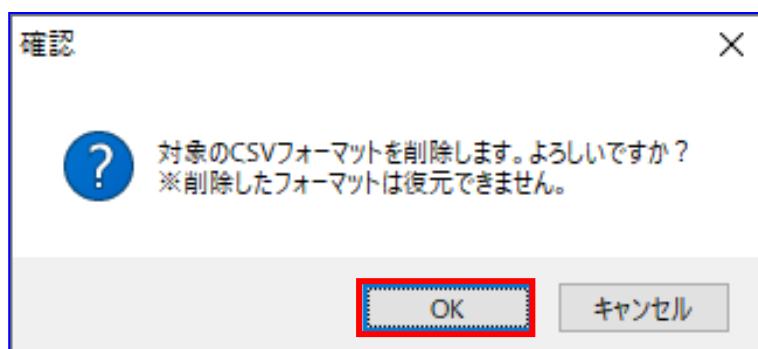 確認
対象のCSVフォーマットを削除します。よろしいですか?
※削除したフォーマットは復元できません。
OK キャンセル